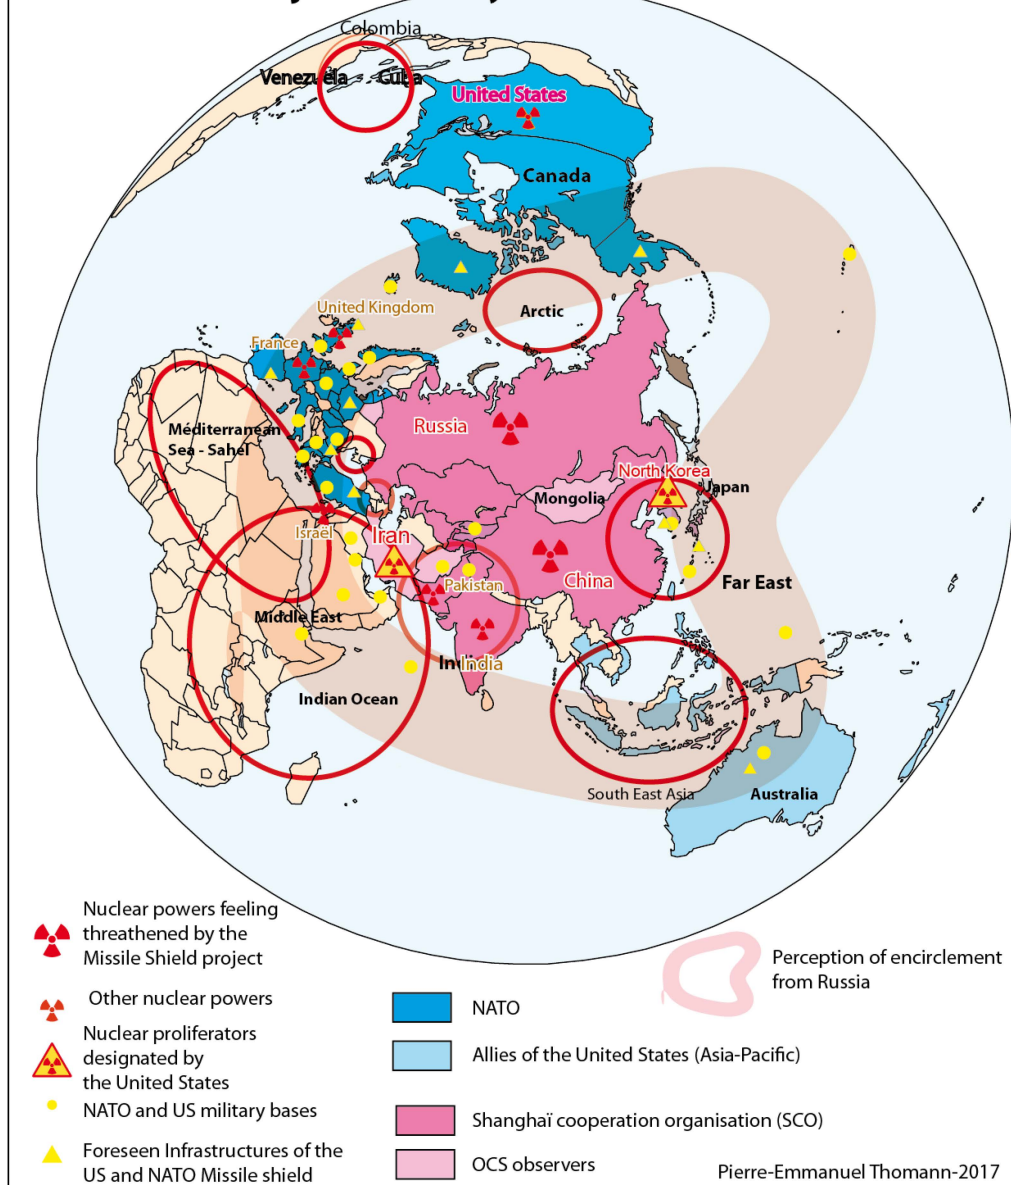 Colombia
Venezuela
Cuba
United States
Canada
United Kingdom
Arctic
France
Méditerranean
Sea - Sahel
Russia
North Korea
Japan
Mongolia
Israël
Iran
Pakistan
China
Far East
Middle East
India
Indian Ocean
South East Asia
Australia
Nuclear powers feeling
threathened by the
Missile Shield project
Other nuclear powers
Nuclear proliferators
designated by
the United States
NATO and US military bases
Foreseen Infrastructures of the
US and NATO Missile shield
NATO
Allies of the United States (Asia-Pacific)
Shanghaï cooperation organisation (SCO)
OCS observers
Perception of encirclement
from Russia
Pierre-Emmanuel Thomann-2017